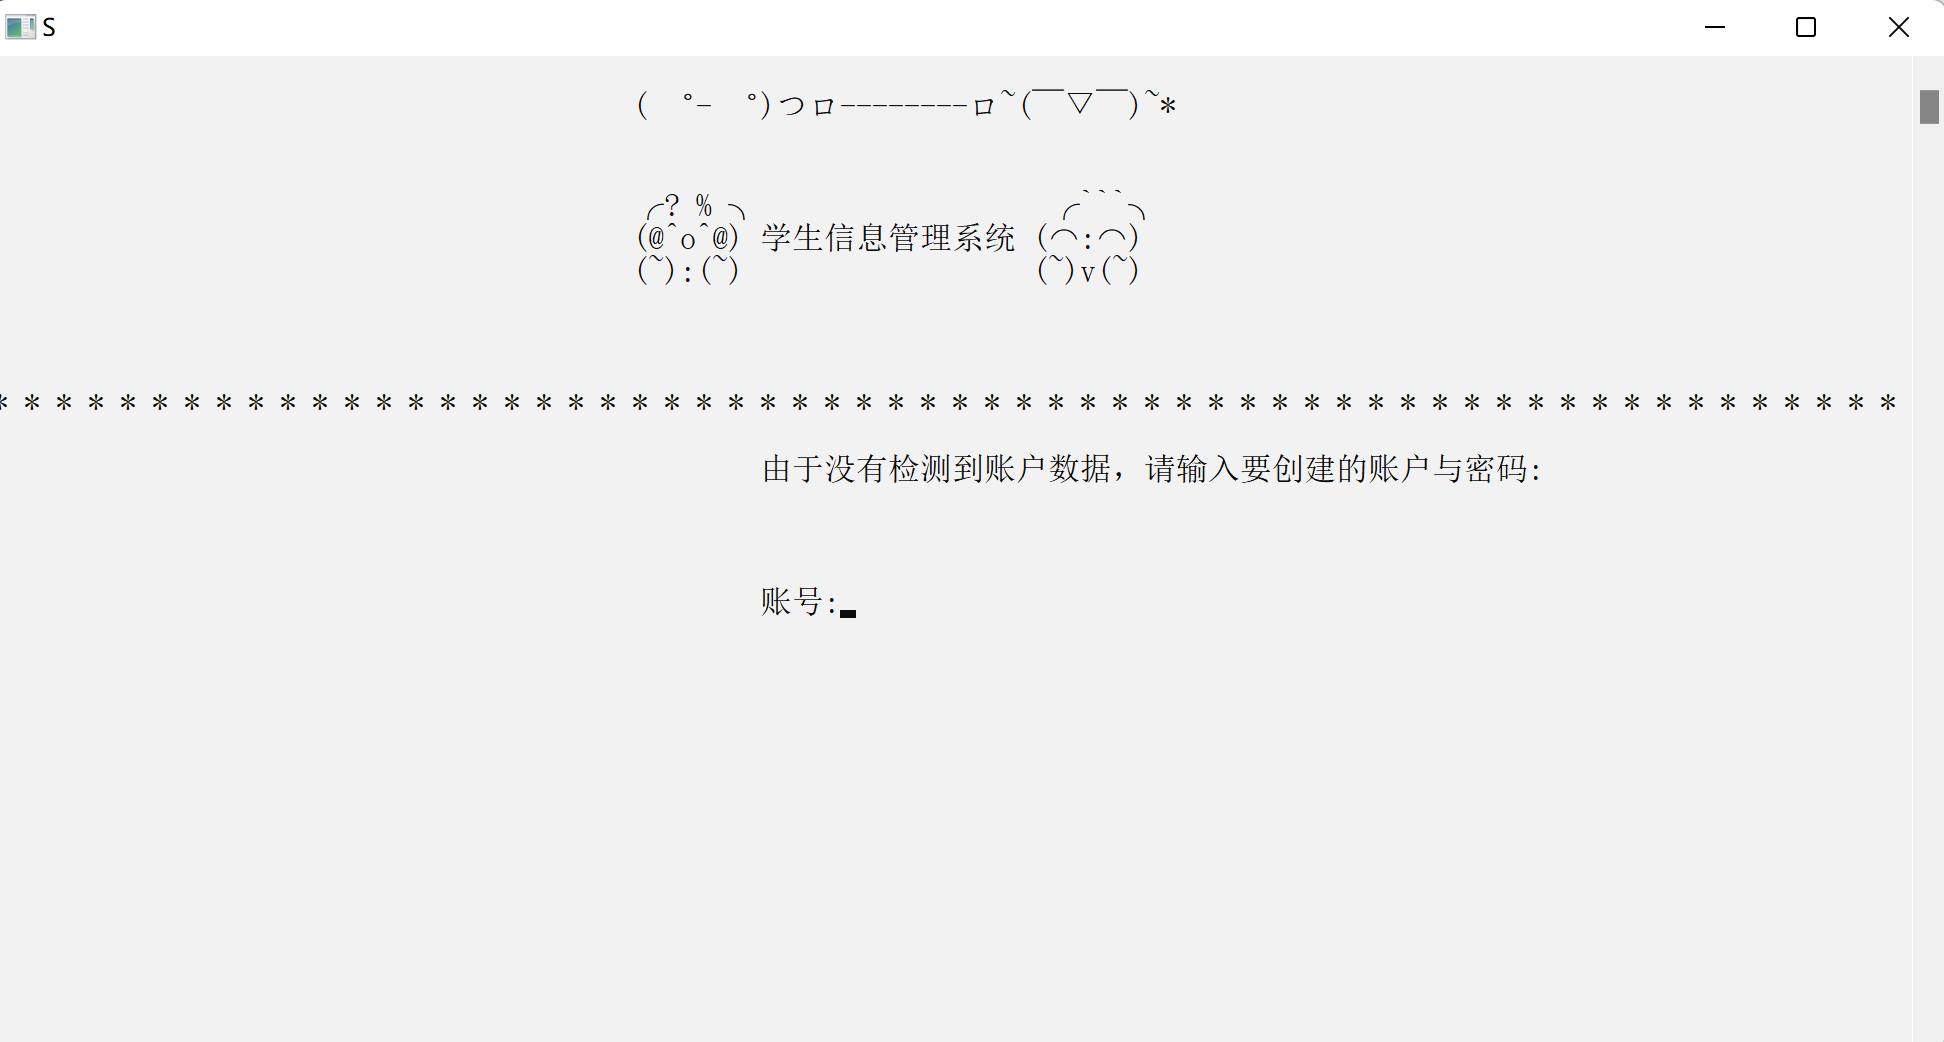 S
(  °-  °)つロ--------ロ~(￣▽￣)~*
```
╭? % ╮ ╭ ╮
(@^o^@) 学生信息管理系统 (⌒:⌒)
(~):(~) (~)v(~)
* * * * * * * * * * * * * * * * * * * * * * * * * * * * * * * * * * * * * * * * * * * * * * * * * * * * * * * * * * * *
由于没有检测到账户数据，请输入要创建的账户与密码:
账号: